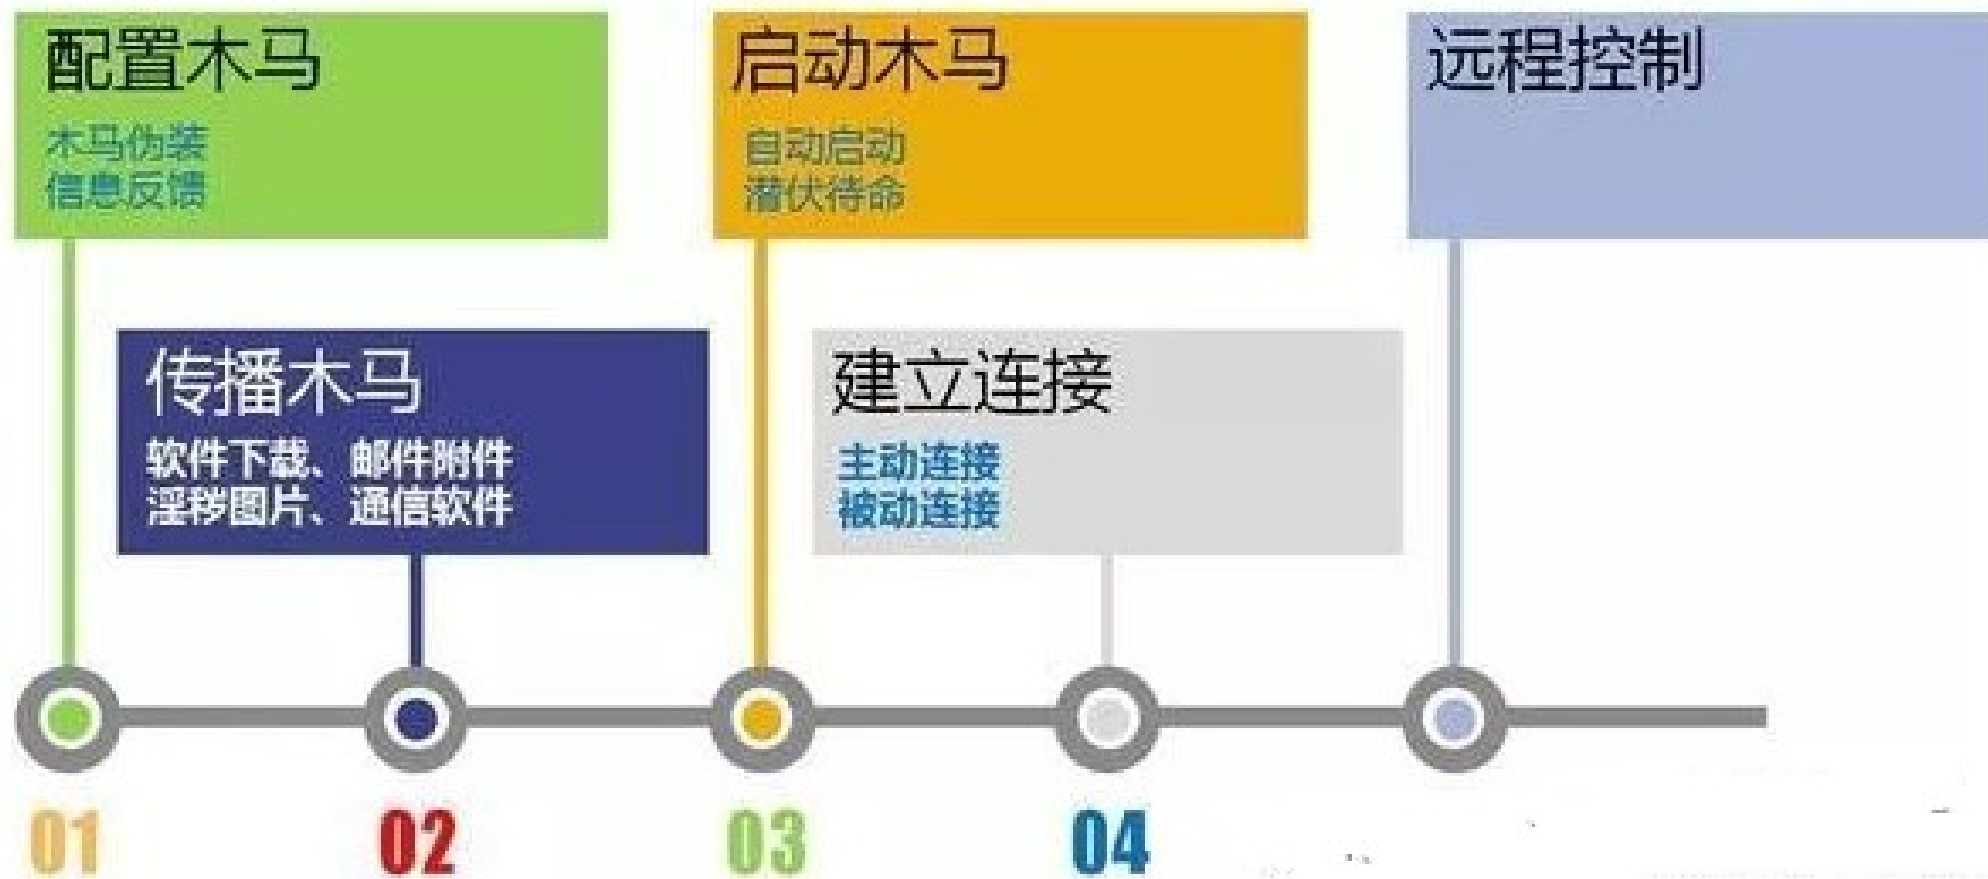 配置木马
木马伪装
信息反馈
启动木马
自动启动
潜伏待命
远程控制
传播木马
软件下载、邮件附件
淫秽图片、通信软件
建立连接
主动连接
被动连接
01
02
03
04